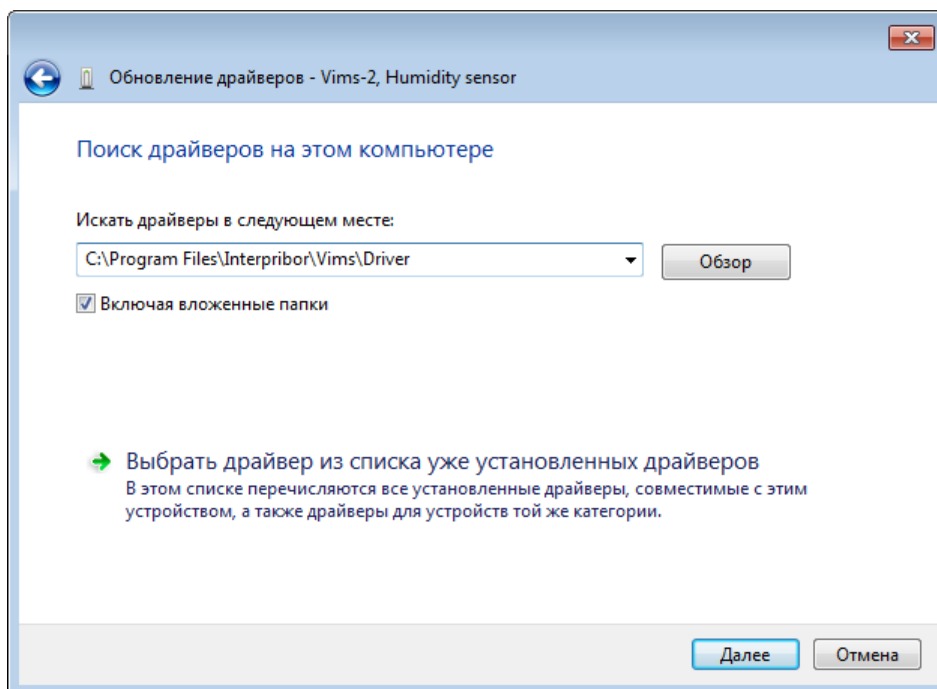 Обновление драйверов - Vims-2, Humidity sensor
Поиск драйверов на этом компьютере
Искать драйверы в следующем месте:
C:\Program Files\Interpribor\Vims\Driver
Обзор
Включая вложенные папки
Выбрать драйвер из списка уже установленных драйверов
В этом списке перечисляются все установленные драйверы, совместимые с этим
устройством, а также драйверы для устройств той же категории.
Далее
Отмена